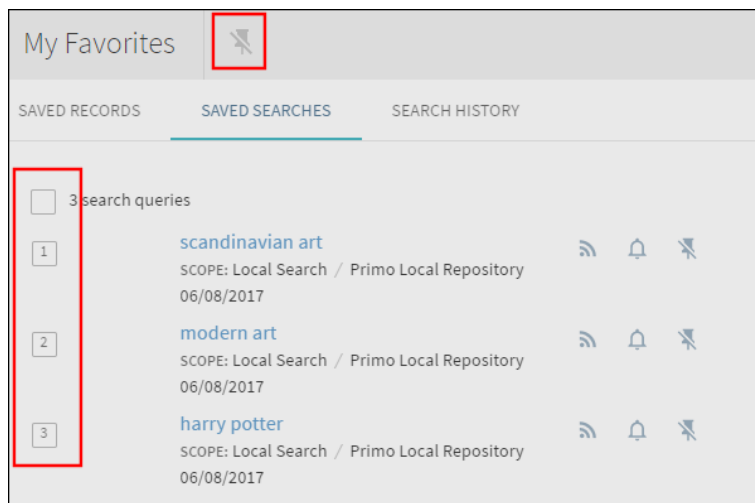 My Favorites
SAVED RECORDS SAVED SEARCHES SEARCH HISTORY
3 search queries
1 scandinavian art
SCOPE: Local Search / Primo Local Repository
06/08/2017
2 modern art
SCOPE: Local Search / Primo Local Repository
06/08/2017
3 harry potter
SCOPE: Local Search / Primo Local Repository
06/08/2017